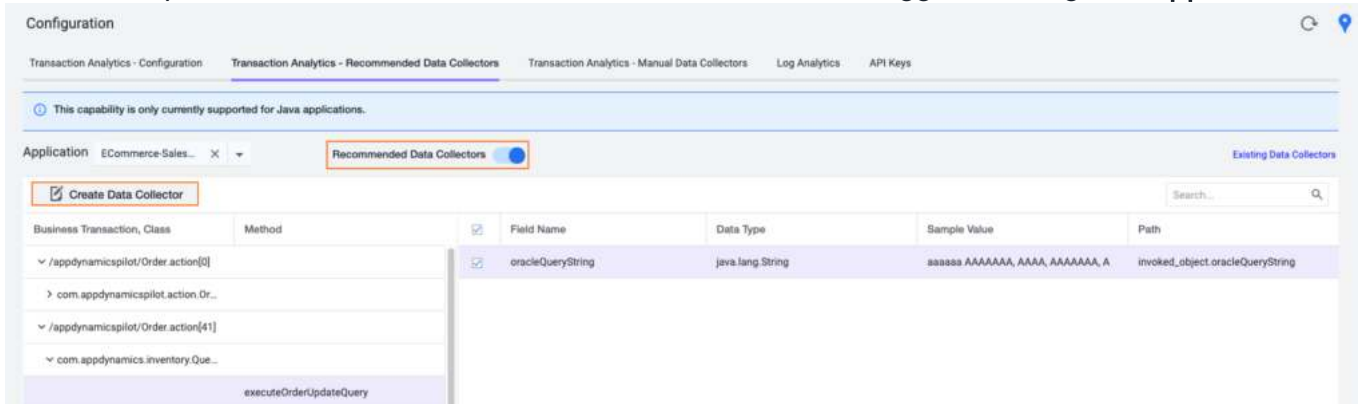 Configuration
Transaction Analytics - Configuration Transaction Analytics - Recommended Data Collectors Transaction Analytics - Manual Data Collectors Log Analytics API Keys
This capability is only currently supported for Java applications.
Application ECommerce-Sales... Recommended Data Collectors Existing Data Collectors
Create Data Collector Search...
Business Transaction, Class Method Field Name Data Type Sample Value Path
/appdynamicspilot/Order.action[0] oracleQueryString java.lang.String aaaaaa AAAAAAA, AAAA, AAAAAAA, A invoked_object.oracleQueryString
com.appdynamicspilot.action.Or...
/appdynamicspilot/Order.action[41]
com.appdynamics.inventory.Que...
executeOrderUpdateQuery